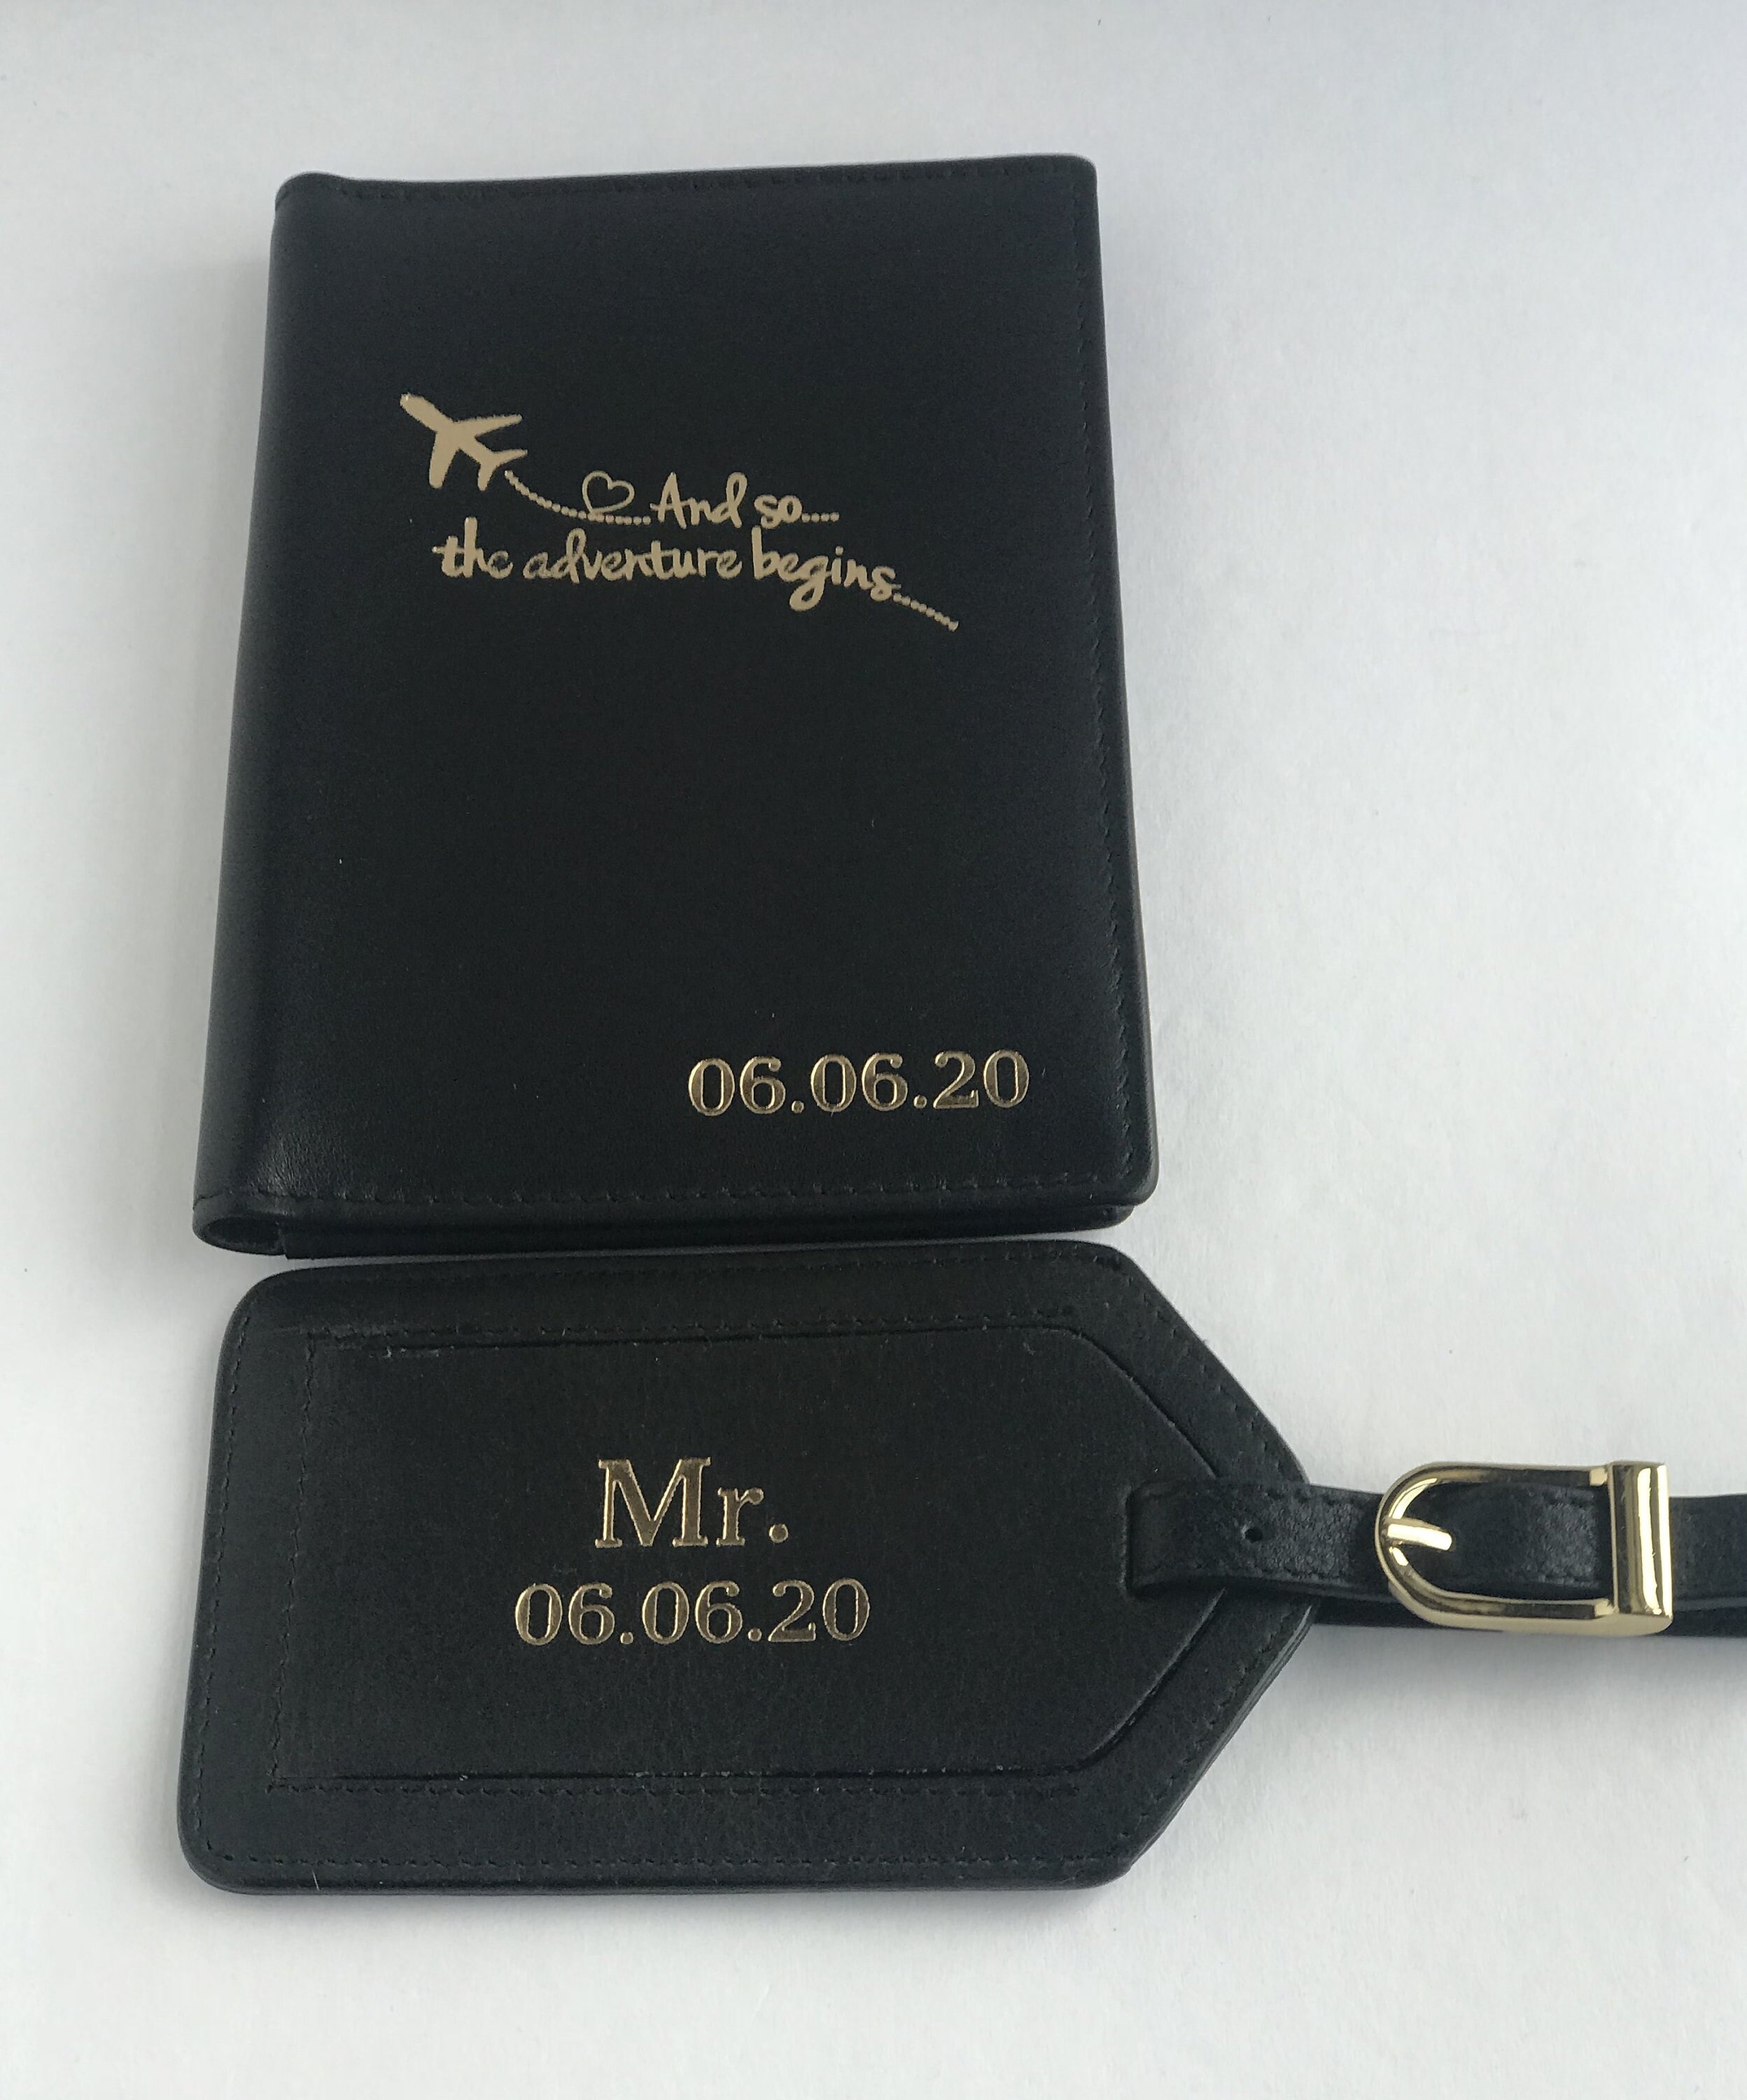 And so....
the adventure begins......
06.06.20
Mr.
06.06.20